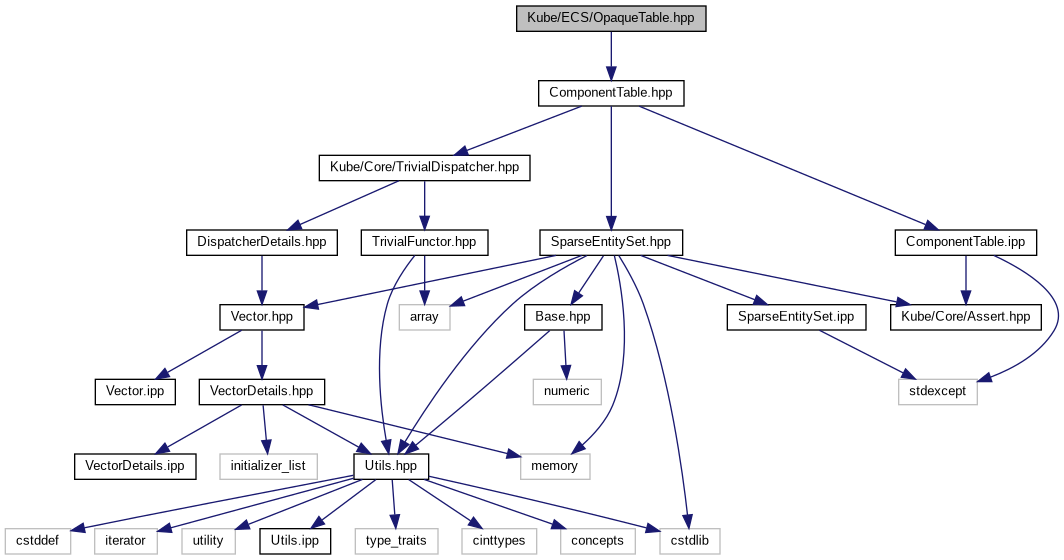 Kube/ECS/OpaqueTable.hpp
ComponentTable.hpp
Kube/Core/TrivialDispatcher.hpp
DispatcherDetails.hpp
TrivialFunctor.hpp
SparseEntitySet.hpp
ComponentTable.ipp
Vector.hpp
array
Base.hpp
SparseEntitySet.ipp
Kube/Core/Assert.hpp
Vector.ipp
VectorDetails.hpp
numeric
stdexcept
VectorDetails.ipp
initializer_list
Utils.hpp
memory
cstddef
iterator
utility
Utils.ipp
type_traits
cinttypes
concepts
cstdlib